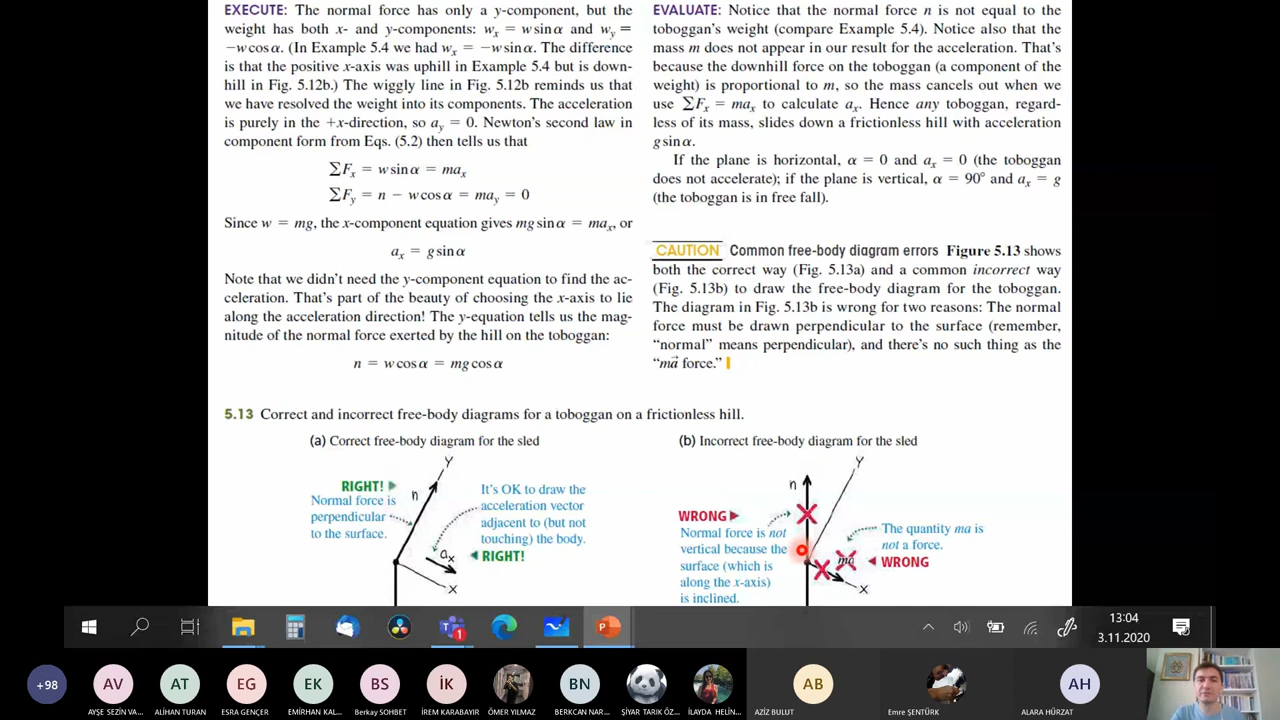 EXECUTE: The normal force has only a y-component, but the
weight has both x- and y-components: wₓ = w sin α and w_y =
−w cos α. (In Example 5.4 we had wₓ = −w sin α. The difference
is that the positive x-axis was uphill in Example 5.4 but is down-
hill in Fig. 5.12b.) The wiggly line in Fig. 5.12b reminds us that
we have resolved the weight into its components. The acceleration
is purely in the +x-direction, so a_y = 0. Newton's second law in
component form from Eqs. (5.2) then tells us that
∑Fₓ = w sin α = maₓ
∑F_y = n − w cos α = ma_y = 0
Since w = mg, the x-component equation gives mg sin α = maₓ, or
aₓ = g sin α
Note that we didn't need the y-component equation to find the ac-
celeration. That's part of the beauty of choosing the x-axis to lie
along the acceleration direction! The y-equation tells us the mag-
nitude of the normal force exerted by the hill on the toboggan:
n = w cos α = mg cos α
EVALUATE: Notice that the normal force n is not equal to the
toboggan's weight (compare Example 5.4). Notice also that the
mass m does not appear in our result for the acceleration. That's
because the downhill force on the toboggan (a component of the
weight) is proportional to m, so the mass cancels out when we
use ∑Fₓ = maₓ to calculate aₓ. Hence any toboggan, regard-
less of its mass, slides down a frictionless hill with acceleration
g sin α.
If the plane is horizontal, α = 0 and aₓ = 0 (the toboggan
does not accelerate); if the plane is vertical, α = 90° and aₓ = g
(the toboggan is in free fall).
CAUTION Common free-body diagram errors Figure 5.13 shows
both the correct way (Fig. 5.13a) and a common incorrect way
(Fig. 5.13b) to draw the free-body diagram for the toboggan.
The diagram in Fig. 5.13b is wrong for two reasons: The normal
force must be drawn perpendicular to the surface (remember,
"normal" means perpendicular), and there's no such thing as the
"ma⃗ force."
5.13 Correct and incorrect free-body diagrams for a toboggan on a frictionless hill.
(a) Correct free-body diagram for the sled
Y
RIGHT!
n
Normal force is
perpendicular
to the surface.
It's OK to draw the
acceleration vector
adjacent to (but not
touching) the body.
RIGHT!
aₓ
X
(b) Incorrect free-body diagram for the sled
Y
n
WRONG
Normal force is not
vertical because the
surface (which is
along the x-axis)
is inclined.
The quantity ma is
not a force.
ma
WRONG
X
1
13:04
3.11.2020
+98
AV
AT
EG
EK
BS
İK
BN
AB
AH
AYŞE SEZİN VA...
ALİHAN TURAN
ESRA GENÇER
EMİRHAN KAL...
Berkay SOHBET
İREM KARABAYIR
ÖMER YILMAZ
BERKCAN NAR...
ŞİYAR TARIK ÖZ...
İLAYDA HELİN...
AZİZ BULUT
Emre ŞENTÜRK
ALARA HÜRZAT